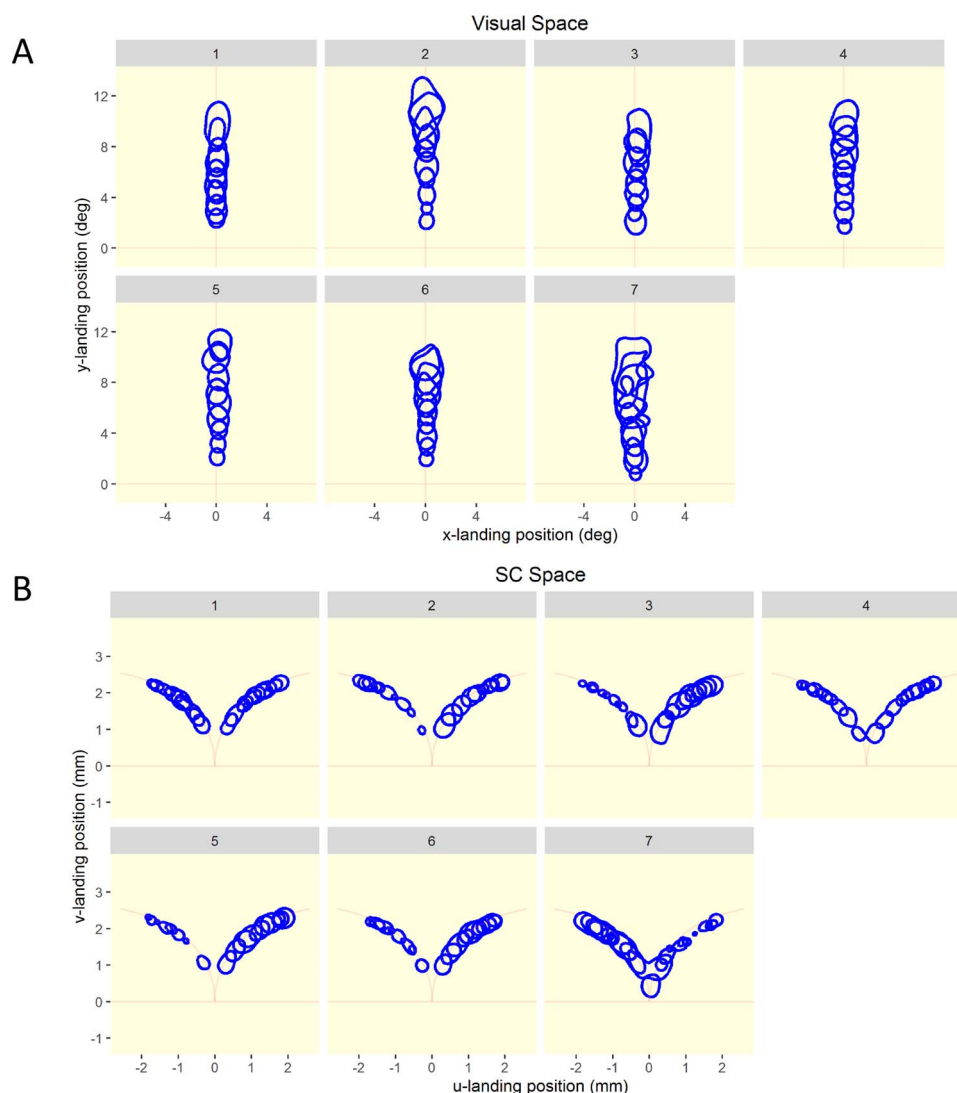 A
Visual Space
1 2 3 4
12
8
4
0
5 6 7
12
8
4
0
y-landing position (deg)
-4 0 4 -4 0 4 -4 0 4
x-landing position (deg)
B
SC Space
1 2 3 4
3
2
1
0
-1
5 6 7
3
2
1
0
-1
v-landing position (mm)
-2 -1 0 1 2 -2 -1 0 1 2 -2 -1 0 1 2
u-landing position (mm)